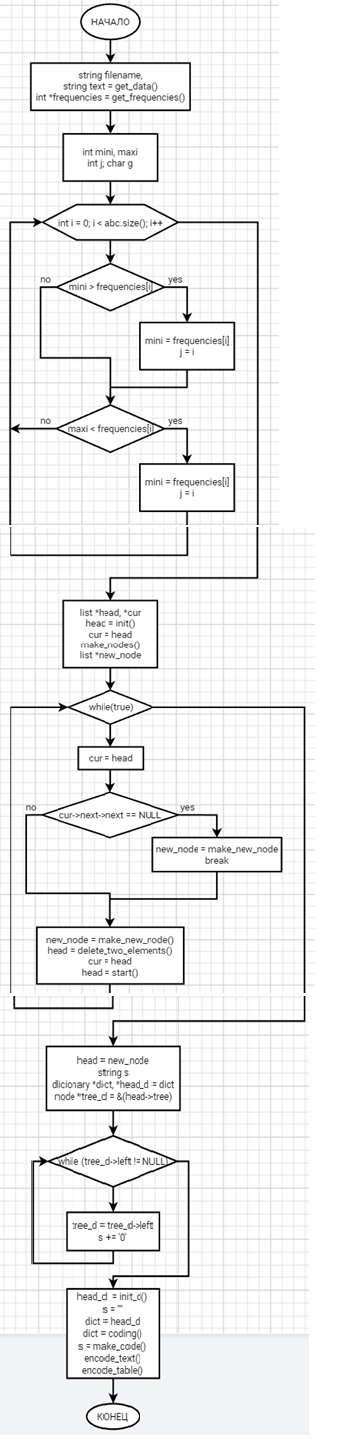 НАЧАЛО
string filename,
string text = get_data()
int *frequencies = get_frequencies()
int mini, maxi
int j; char g
int i = 0; i < abc.size(); i++
no
yes
mini > frequencies[i]
mini = frequencies[i]
j = i
no
yes
maxi < frequencies[i]
mini = frequencies[i]
j = i
list *head, *cur
head = init()
cur = head
make_nodes()
list *new_node
while(true)
cur = head
no
yes
cur->next->next == NULL
new_node = make_new_node
break
new_node = make_new_node()
head = delete_two_elements()
cur = head
head = start()
head = new_node
string s
dicionary *dict, *head_d = dict
node *tree_d = &(head->tree)
while (tree_d->left != NULL)
tree_d = tree_d->left
s += '0'
head_d = init_d()
s = ""
dict = head_d
dict = coding()
s = make_code()
encode_text()
encode_table()
КОНЕЦ